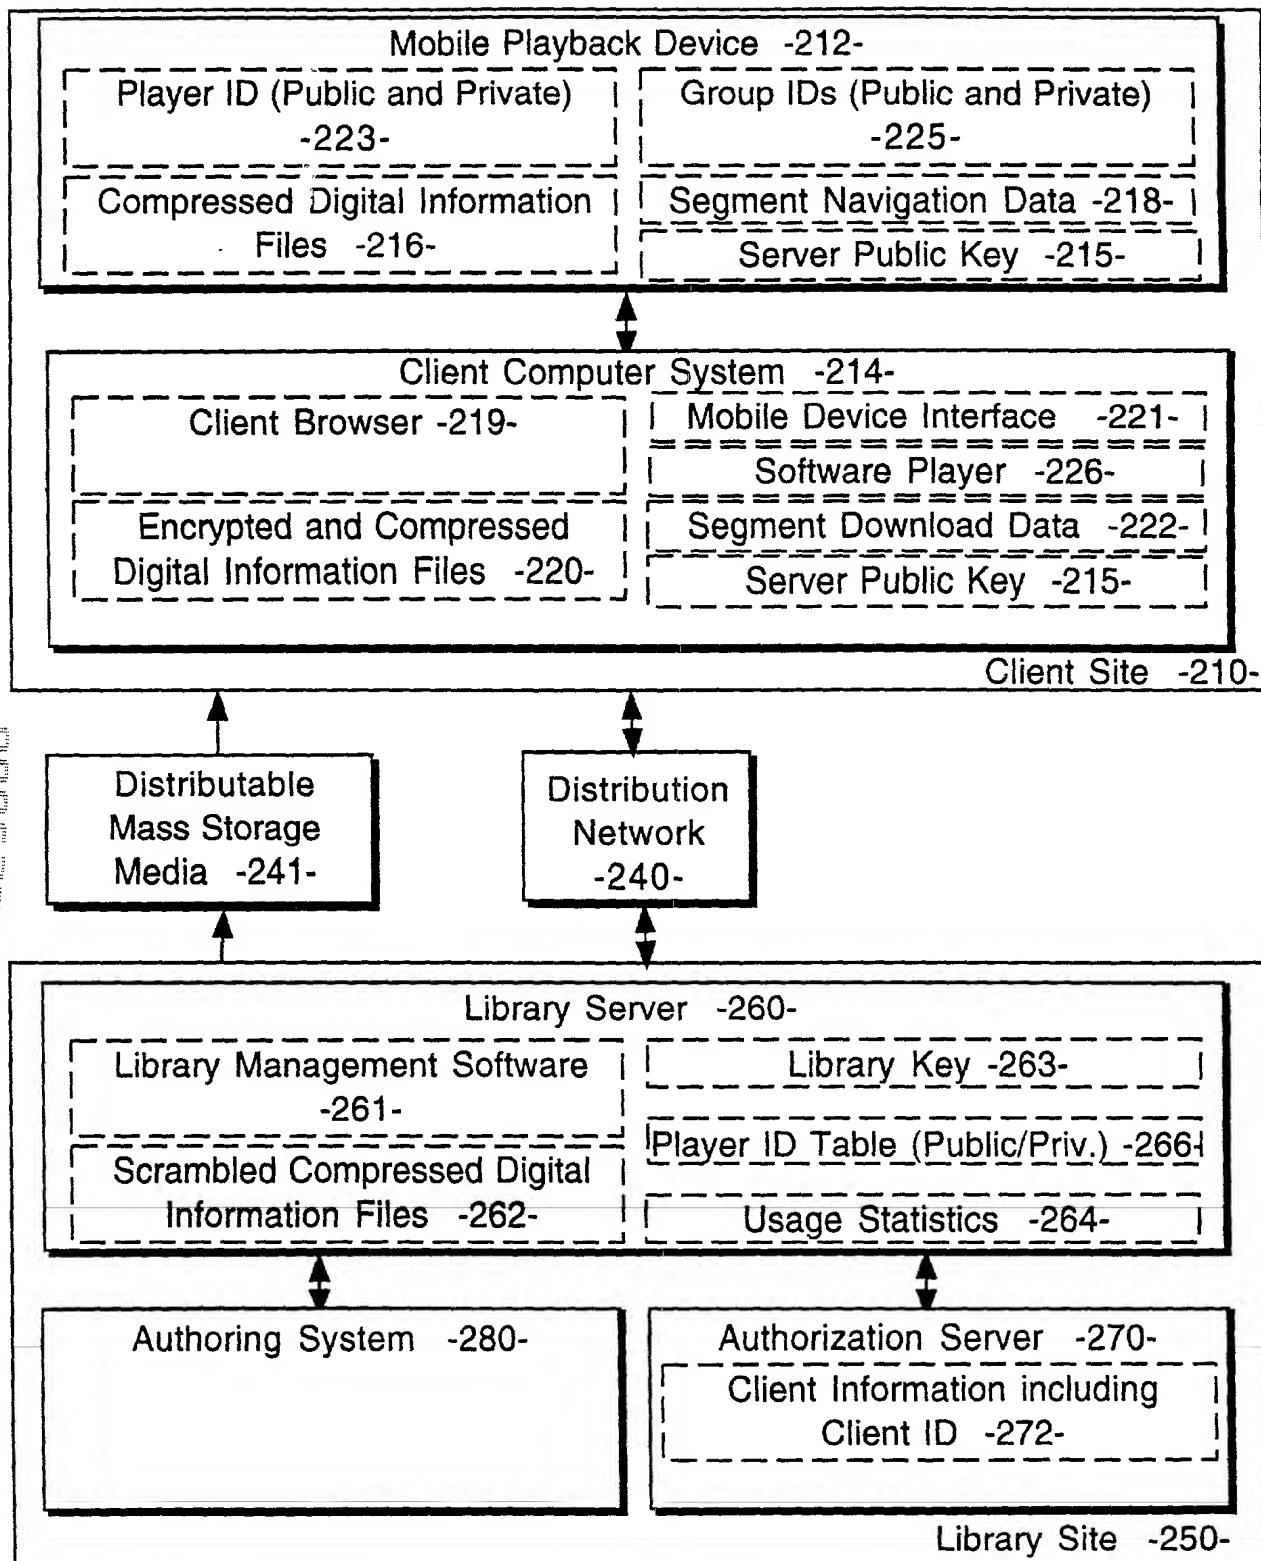 Mobile Playback Device -212-
Player ID (Public and Private)
-223-
Group IDs (Public and Private)
-225-
Compressed Digital Information
Files -216-
Segment Navigation Data -218-
Server Public Key -215-
Client Computer System -214-
Client Browser -219-
Mobile Device Interface -221-
Software Player -226-
Encrypted and Compressed
Digital Information Files -220-
Segment Download Data -222-
Server Public Key -215-
Client Site -210-
Distributable
Mass Storage
Media -241-
Distribution
Network
-240-
Library Server -260-
Library Management Software
-261-
Library Key -263-
Player ID Table (Public/Priv.) -266-
Scrambled Compressed Digital
Information Files -262-
Usage Statistics -264-
Authoring System -280-
Authorization Server -270-
Client Information including
Client ID -272-
Library Site -250-